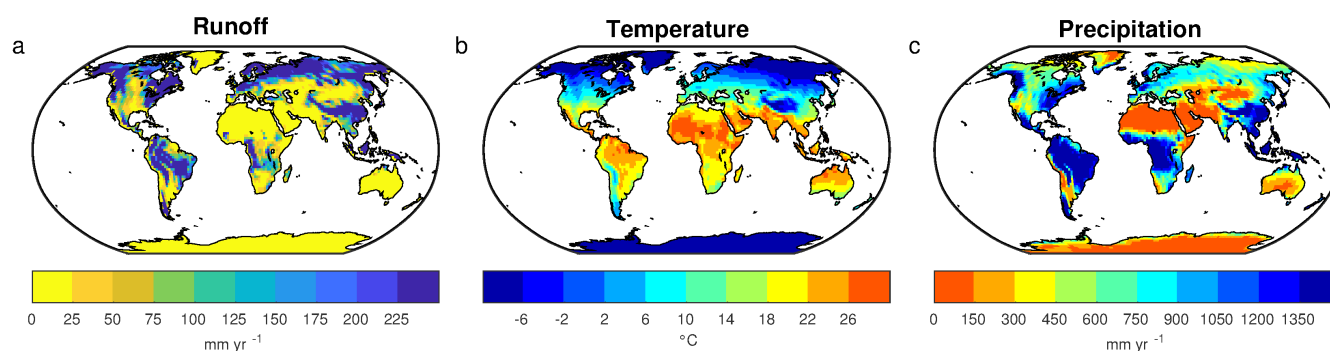 a
Runoff
b
Temperature
c
Precipitation
0 25 50 75 100 125 150 175 200 225
mm yr -1
-6 -2 2 6 10 14 18 22 26
°C
0 150 300 450 600 750 900 1050 1200 1350
mm yr -1